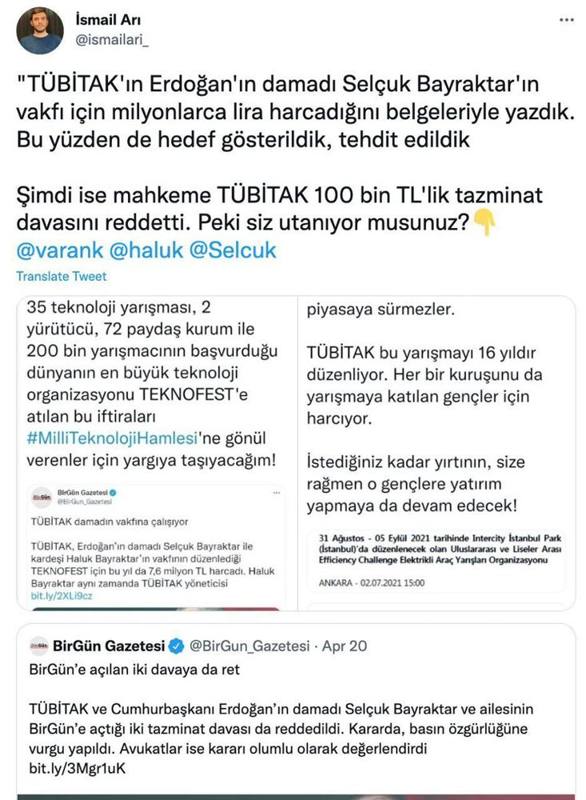 İsmail Arı
@ismailari_
"TÜBİTAK'ın Erdoğan'ın damadı Selçuk Bayraktar'ın
vakfı için milyonlarca lira harcadığını belgeleriyle yazdık.
Bu yüzden de hedef gösterildik, tehdit edildik
Şimdi ise mahkeme TÜBİTAK 100 bin TL'lik tazminat
davasını reddetti. Peki siz utanıyor musunuz?👇
@varank @haluk @Selcuk
Translate Tweet
35 teknoloji yarışması, 2
yürütücü, 72 paydaş kurum ile
200 bin yarışmacının başvurduğu
dünyanın en büyük teknoloji
organizasyonu TEKNOFEST'e
atılan bu iftiraları
#MilliTeknolojiHamlesi'ne gönül
verenler için yargıya taşıyacağım!
BirGün Gazetesi
@BirGun_Gazetesi
TÜBİTAK damadın vakfına çalışıyor
TÜBİTAK, Erdoğan'ın damadı Selçuk Bayraktar ile
kardeşi Haluk Bayraktar'ın vakfının düzenlediği
TEKNOFEST için bu yıl da 7,6 milyon TL harcadı. Haluk
Bayraktar aynı zamanda TÜBİTAK yöneticisi
bit.ly/2XLi9cz
piyasaya sürmezler.
TÜBİTAK bu yarışmayı 16 yıldır
düzenliyor. Her bir kuruşunu da
yarışmaya katılan gençler için
harcıyor.
İstediğiniz kadar yırtının, size
rağmen o gençlere yatırım
yapmaya da devam edecek!
31 Ağustos - 05 Eylül 2021 tarihinde Intercity İstanbul Park
(İstanbul)'da düzenlenecek olan Uluslararası ve Liseler Arası
Efficiency Challenge Elektrikli Araç Yarışları Organizasyonu
ANKARA - 02.07.2021 15:00
BirGün Gazetesi @BirGun_Gazetesi · Apr 20
BirGün'e açılan iki davaya da ret
TÜBİTAK ve Cumhurbaşkanı Erdoğan'ın damadı Selçuk Bayraktar ve ailesinin
BirGün'e açtığı iki tazminat davası da reddedildi. Kararda, basın özgürlüğüne
vurgu yapıldı. Avukatlar ise kararı olumlu olarak değerlendirdi
bit.ly/3Mgr1uK